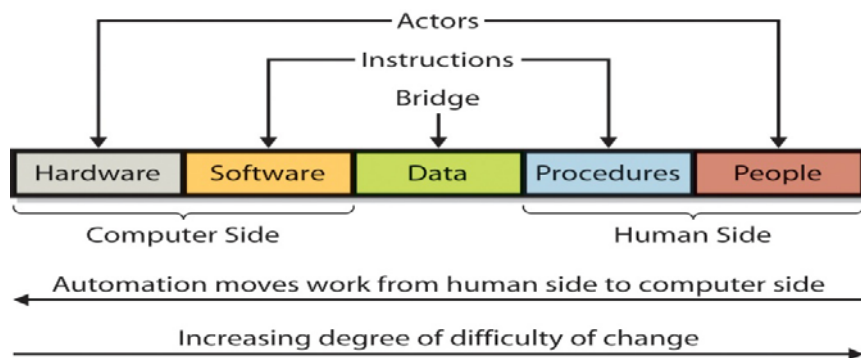 Actors
Instructions
Bridge
Hardware Software Data Procedures People
Computer Side Human Side
Automation moves work from human side to computer side
Increasing degree of difficulty of change